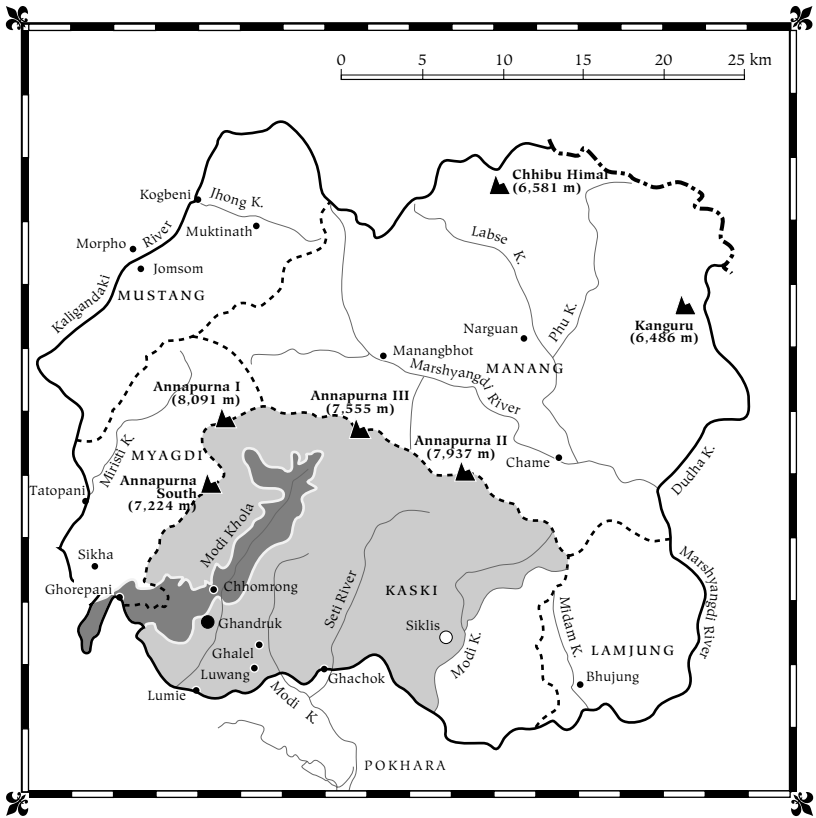 0 5 10 15 20 25 km
Chhibu Himal
(6,581 m)
Kogbeni
Jhong K.
Muktinath
Morpho
River
Jomsom
Labse K.
Kaligandaki
MUSTANG
Phu K.
Kanguru
(6,486 m)
Narguan
Manangbhot
MANANG
Marshyangdi River
Annapurna I
(8,091 m)
Annapurna III
(7,555 m)
Annapurna II
(7,937 m)
Miristi K.
MYAGDI
Chame
Dudha K.
Annapurna
South
(7,224 m)
Tatopani
Modi Khola
Sikha
Ghorepani
Chhomrong
KASKI
Seti River
Marshyangdi River
Ghandruk
Siklis
Midam K.
Modi K.
LAMJUNG
Ghalel
Luwang
Ghachok
Bhujung
Lumie
Modi K
POKHARA